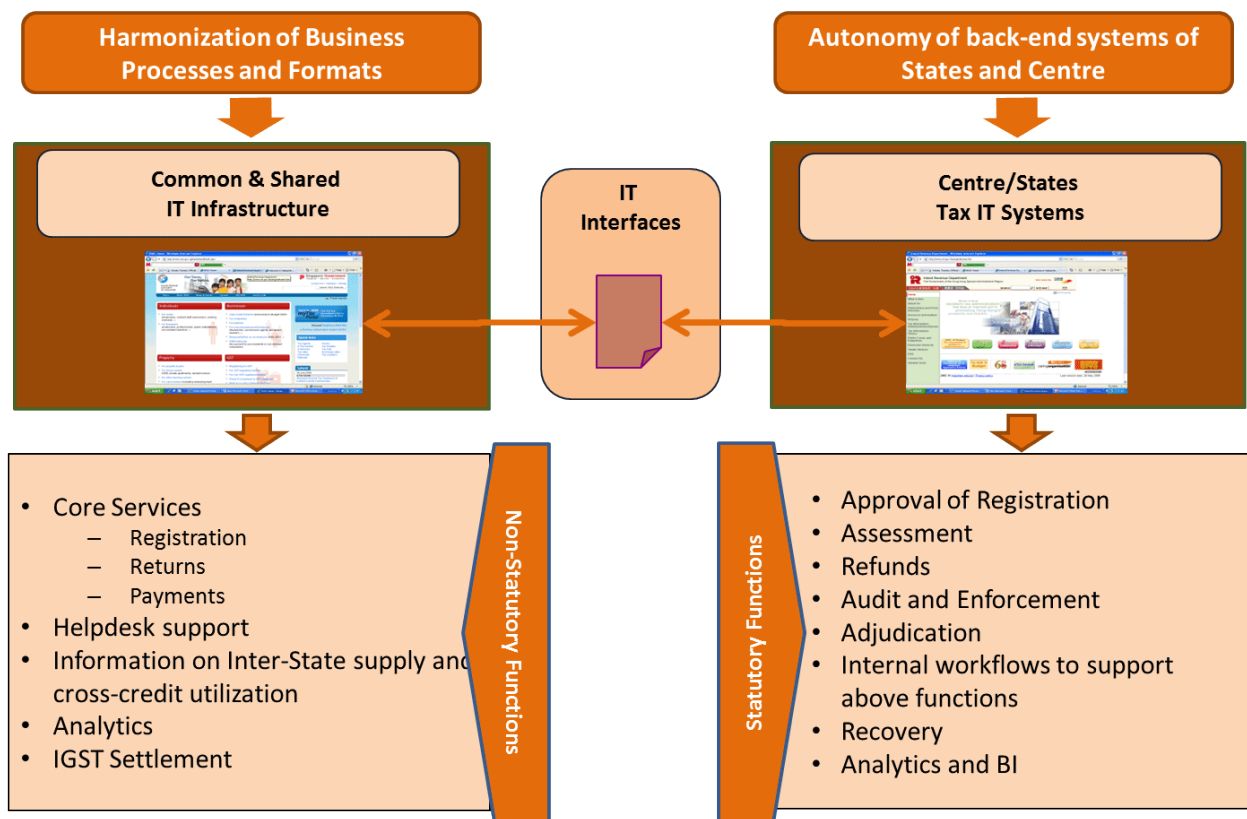 Harmonization of Business
Processes and Formats
Autonomy of back-end systems of
States and Centre
Common & Shared
IT Infrastructure
IT
Interfaces
Centre/States
Tax IT Systems
• Core Services
– Registration
– Returns
– Payments
• Helpdesk support
• Information on Inter-State supply and
cross-credit utilization
• Analytics
• IGST Settlement
Non-Statutory Functions
Statutory Functions
• Approval of Registration
• Assessment
• Refunds
• Audit and Enforcement
• Adjudication
• Internal workflows to support
above functions
• Recovery
• Analytics and BI